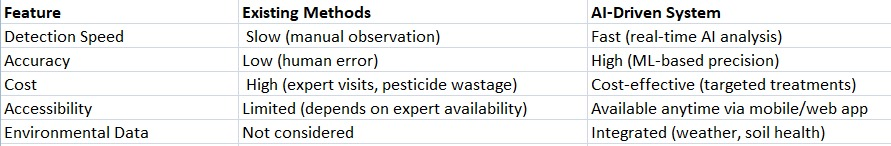 Feature Existing Methods AI-Driven System
Detection Speed Slow (manual observation) Fast (real-time AI analysis)
Accuracy Low (human error) High (ML-based precision)
Cost High (expert visits, pesticide wastage) Cost-effective (targeted treatments)
Accessibility Limited (depends on expert availability) Available anytime via mobile/web app
Environmental Data Not considered Integrated (weather, soil health)